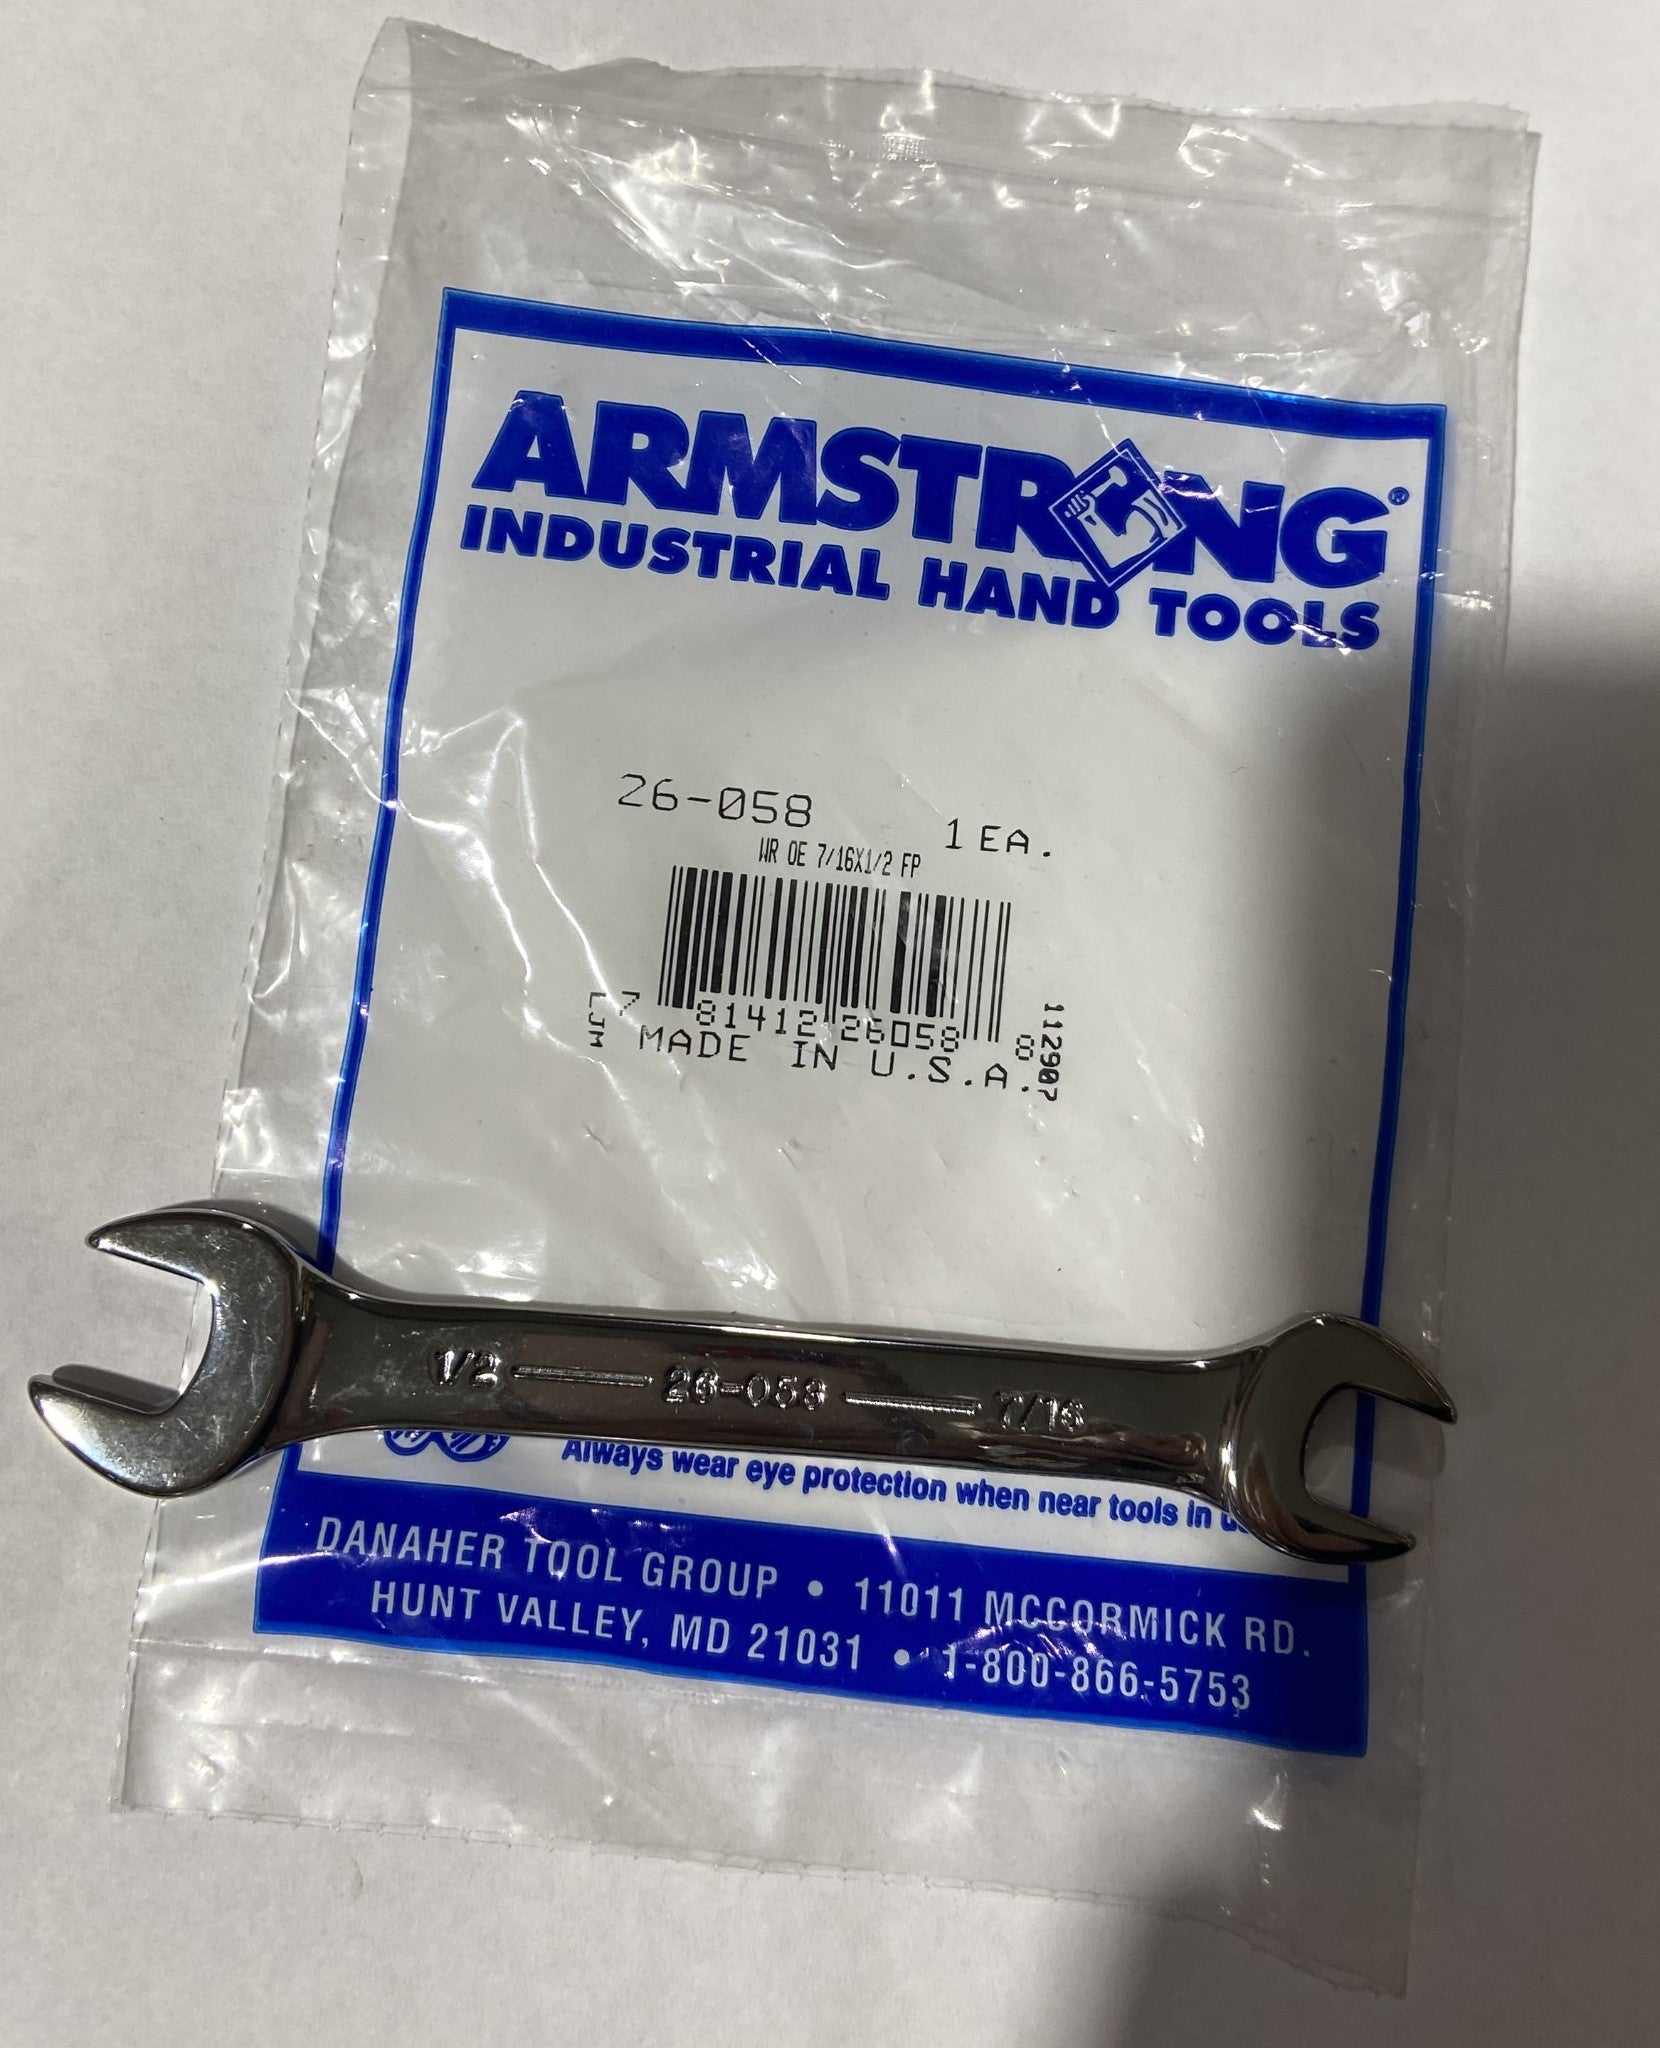 ARMSTRONG®
INDUSTRIAL HAND TOOLS
26-058 1 EA.
WR OE 7/16X1/2 FP
7 81412 26058 8
LJM
112907
MADE IN U.S.A.
1/2 26-058 7/16
Always wear eye protection when near tools in
DANAHER TOOL GROUP • 11011 MCCORMICK RD.
HUNT VALLEY, MD 21031 • 1-800-866-5753